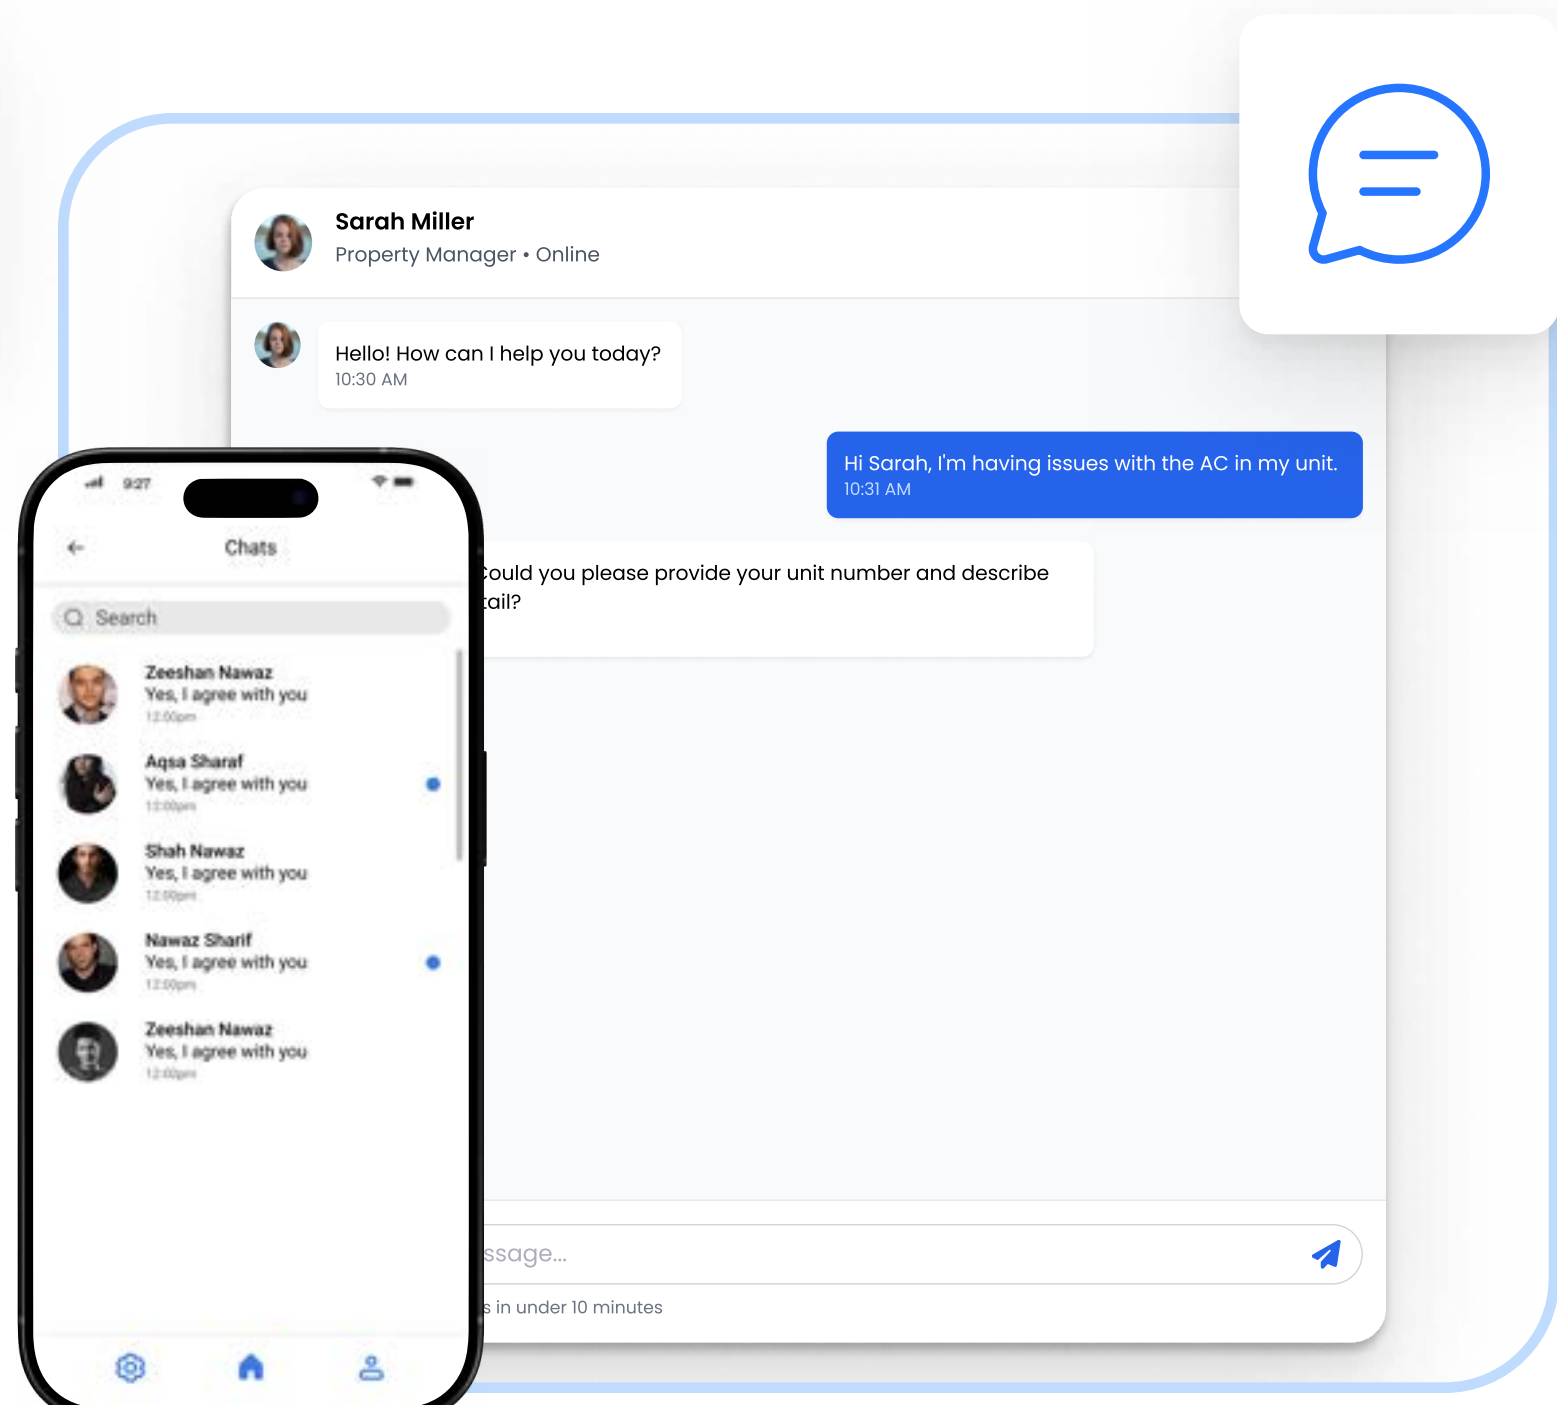 Sarah Miller
Property Manager • Online
Hello! How can I help you today?
10:30 AM
Hi Sarah, I'm having issues with the AC in my unit.
10:31 AM
Could you please provide your unit number and describe
tail?
ssage...
s in under 10 minutes
9:27
Chats
Search
Zeeshan Nawaz
Yes, I agree with you
12:00pm
Aqsa Sharaf
Yes, I agree with you
12:00pm
Shah Nawaz
Yes, I agree with you
12:00pm
Nawaz Sharif
Yes, I agree with you
12:00pm
Zeeshan Nawaz
Yes, I agree with you
12:00pm